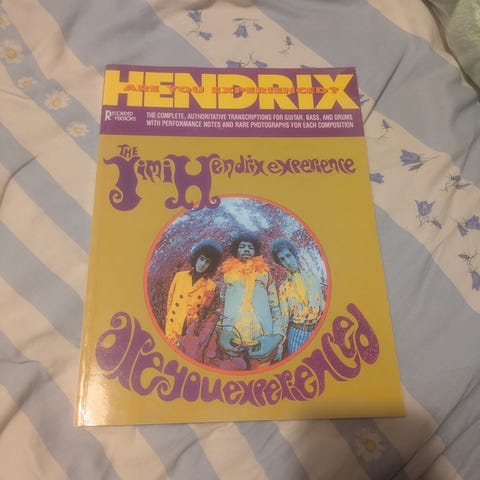 HENDRIX
ARE YOU EXPERIENCED?
RECORDED VERSIONS
THE COMPLETE, AUTHORITATIVE TRANSCRIPTIONS FOR GUITAR, BASS, AND DRUMS
WITH PERFORMANCE NOTES AND RARE PHOTOGRAPHS FOR EACH COMPOSITION
THE
Jimi Hendrix experience
are you experienced